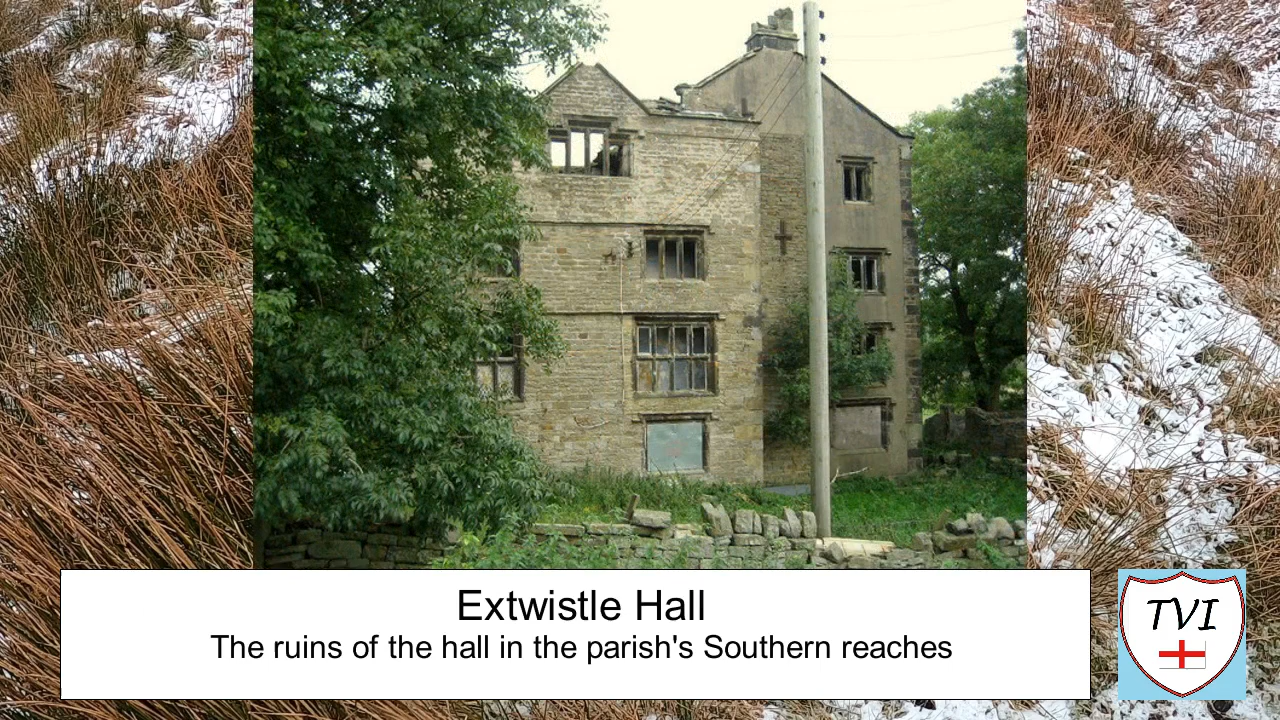 Extwistle Hall
The ruins of the hall in the parish's Southern reaches
TVI